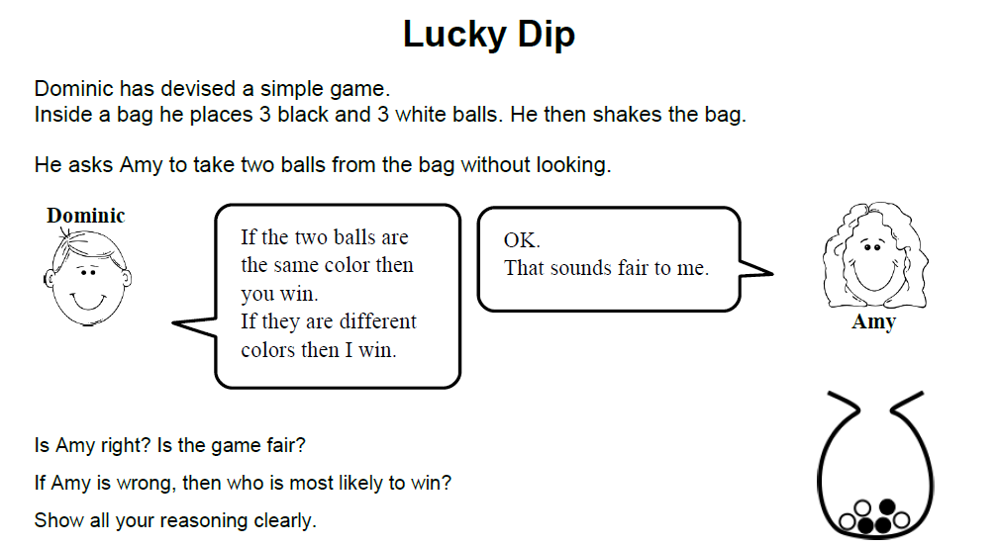 Lucky Dip
Dominic has devised a simple game.
Inside a bag he places 3 black and 3 white balls. He then shakes the bag.
He asks Amy to take two balls from the bag without looking.
Dominic
If the two balls are
the same color then
you win.
If they are different
colors then I win.
OK.
That sounds fair to me.
Amy
Is Amy right? Is the game fair?
If Amy is wrong, then who is most likely to win?
Show all your reasoning clearly.